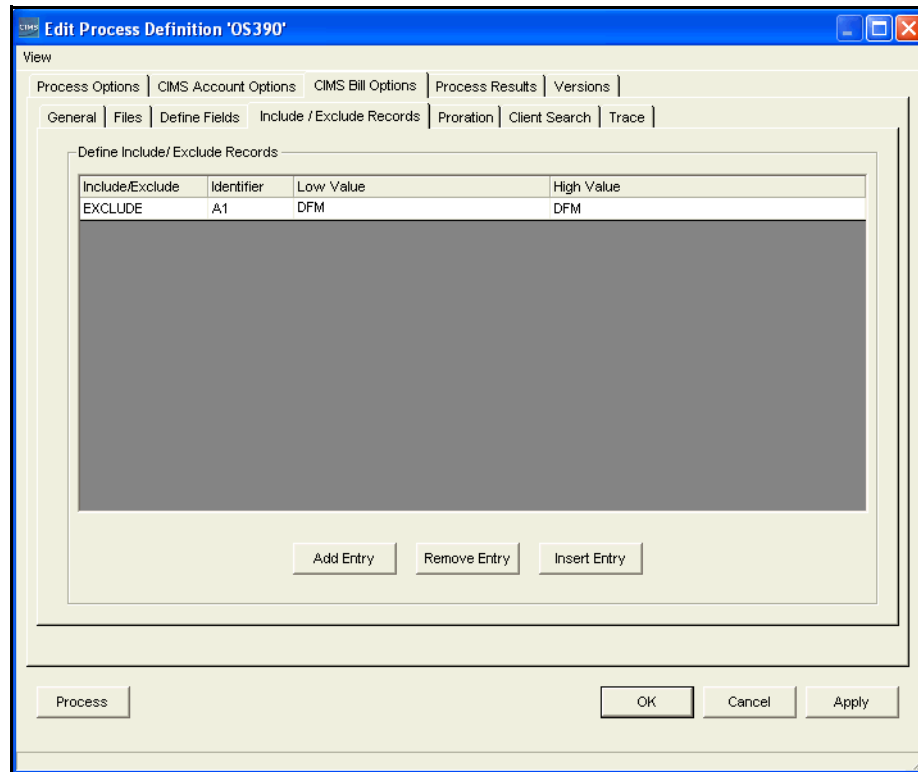 CIMS Edit Process Definition 'OS390'
View
Process Options CIMS Account Options CIMS Bill Options Process Results Versions
General Files Define Fields Include / Exclude Records Proration Client Search Trace
Define Include/ Exclude Records
Include/Exclude Identifier Low Value High Value
EXCLUDE A1 DFM DFM
Add Entry Remove Entry Insert Entry
Process OK Cancel Apply